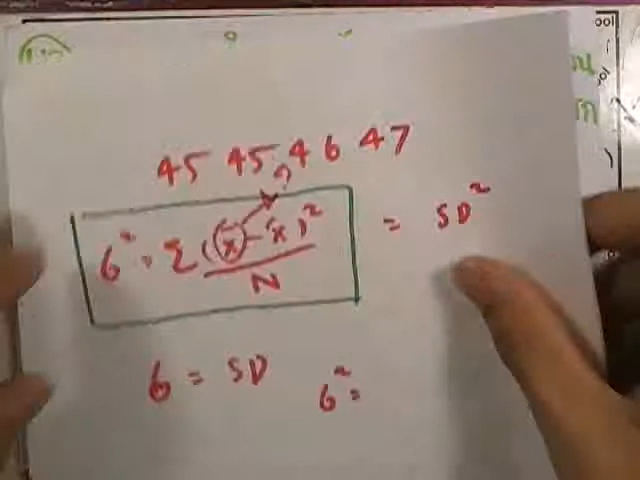 45 45 46 47
σ² = Σ(x̄ - x)² / N = SD²
σ = SD σ² =